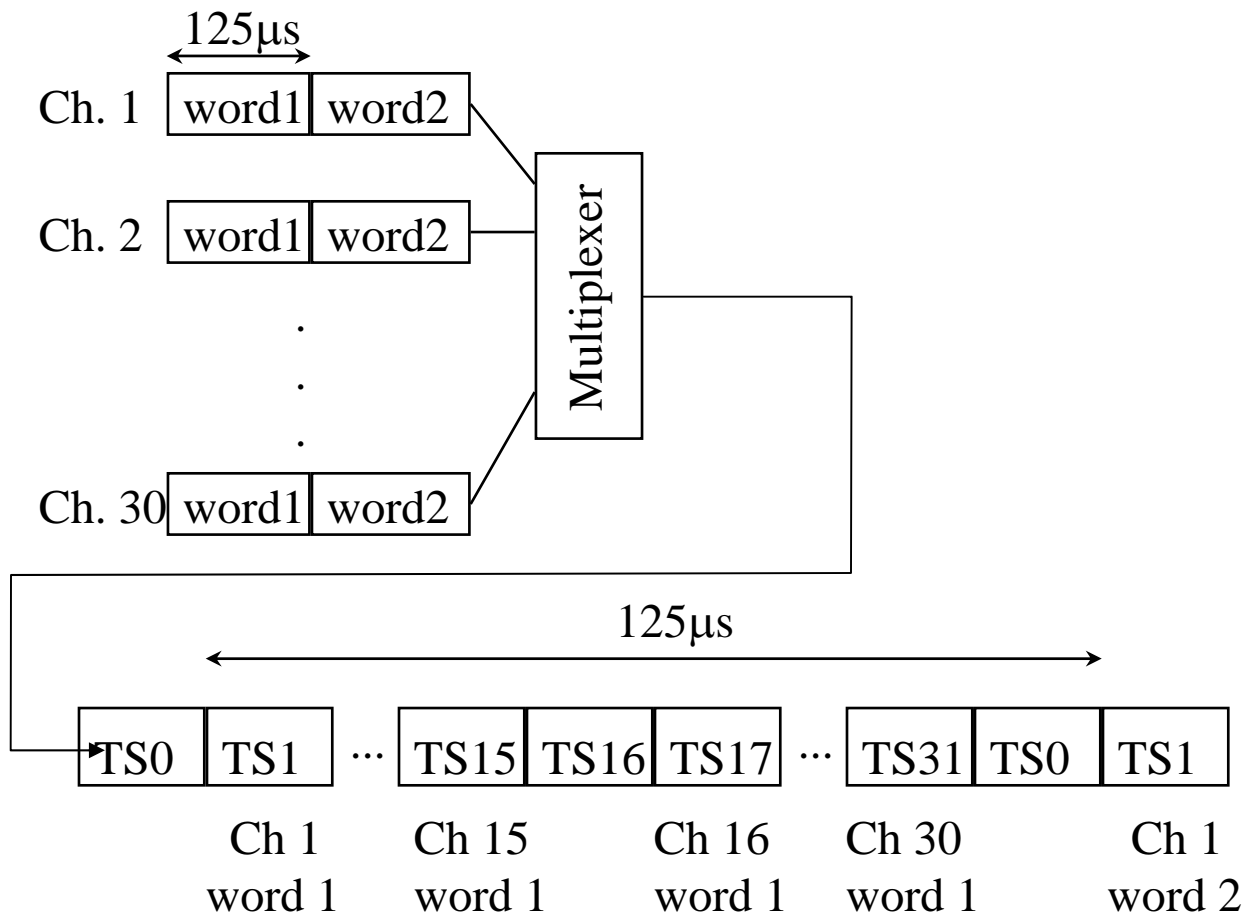 125μs
Ch. 1 word1 word2
Ch. 2 word1 word2
.
.
.
Ch. 30 word1 word2
Multiplexer
125μs
TS0 TS1 ... TS15 TS16 TS17 ... TS31 TS0 TS1
Ch 1 Ch 15 Ch 16 Ch 30 Ch 1
word 1 word 1 word 1 word 1 word 2